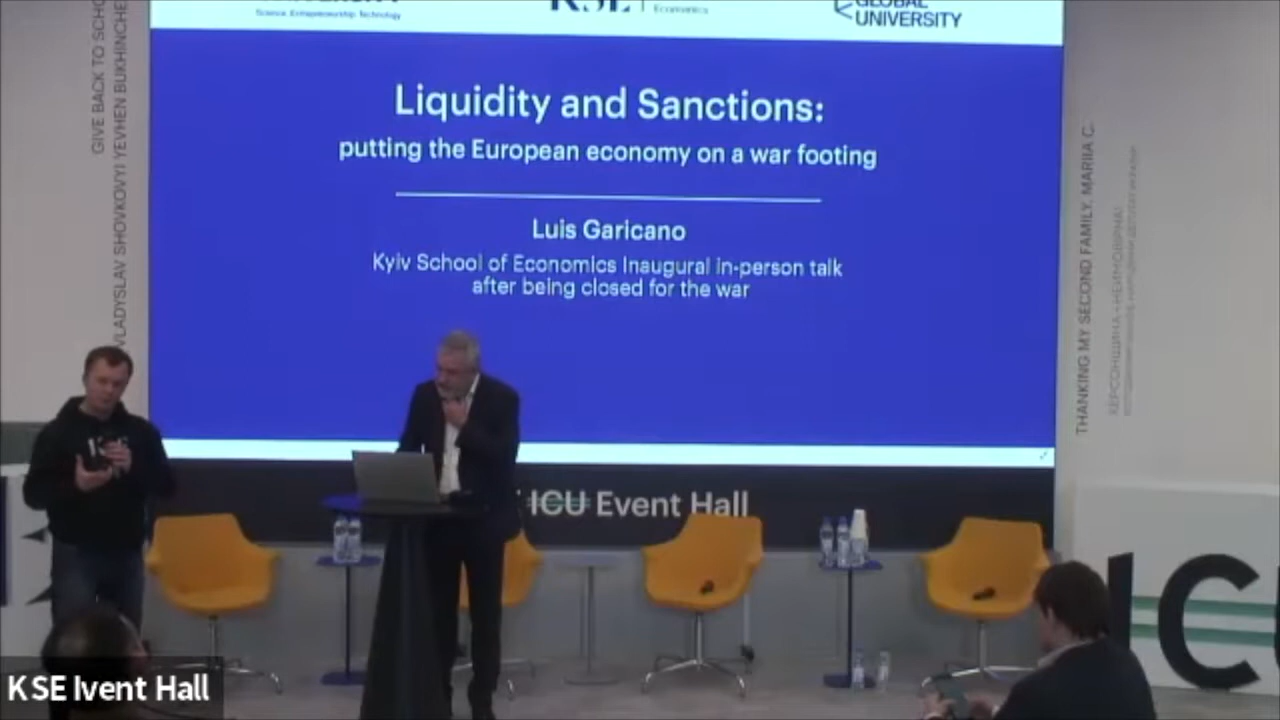 Science. Entrepreneurship. Technology
KSE
Economics
GLOBAL
UNIVERSITY
Liquidity and Sanctions:
putting the European economy on a war footing
Luis Garicano
Kyiv School of Economics Inaugural in-person talk
after being closed for the war
ICU Event Hall
GIVE BACK TO SCHO
VLADYSLAV SHOVKOVYI YEVHEN BUKHINCHE
THANKING MY SECOND FAMILY, MARIIA C.
ICU
KSE Ivent Hall